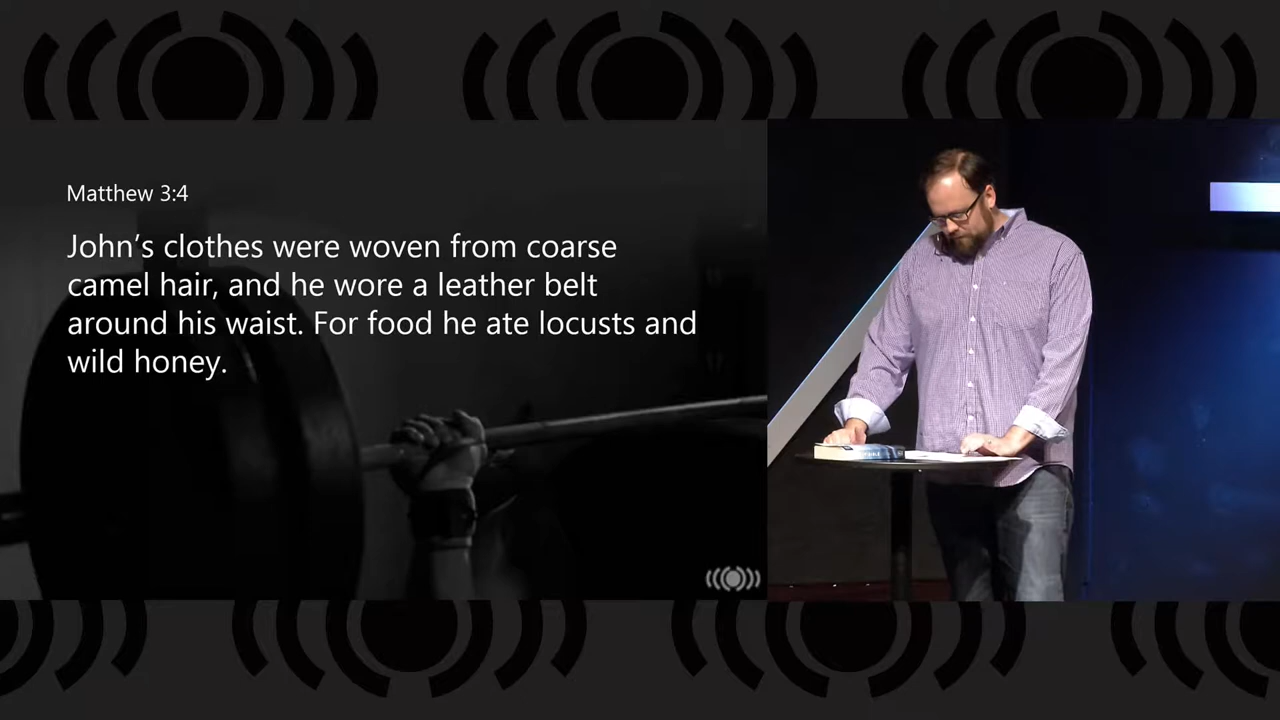 Matthew 3:4
John’s clothes were woven from coarse
camel hair, and he wore a leather belt
around his waist. For food he ate locusts and
wild honey.